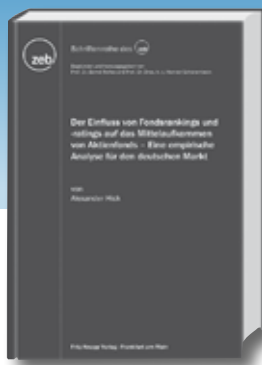 zeb
Schriftenreihe des zeb
Der Einfluss von Fondsrankings und
-ratings auf das Mittelaufkommen
von Aktienfonds – Eine empirische
Analyse für den deutschen Markt
von
Alexander
Fritz Knapp Verlag · Frankfurt am Main